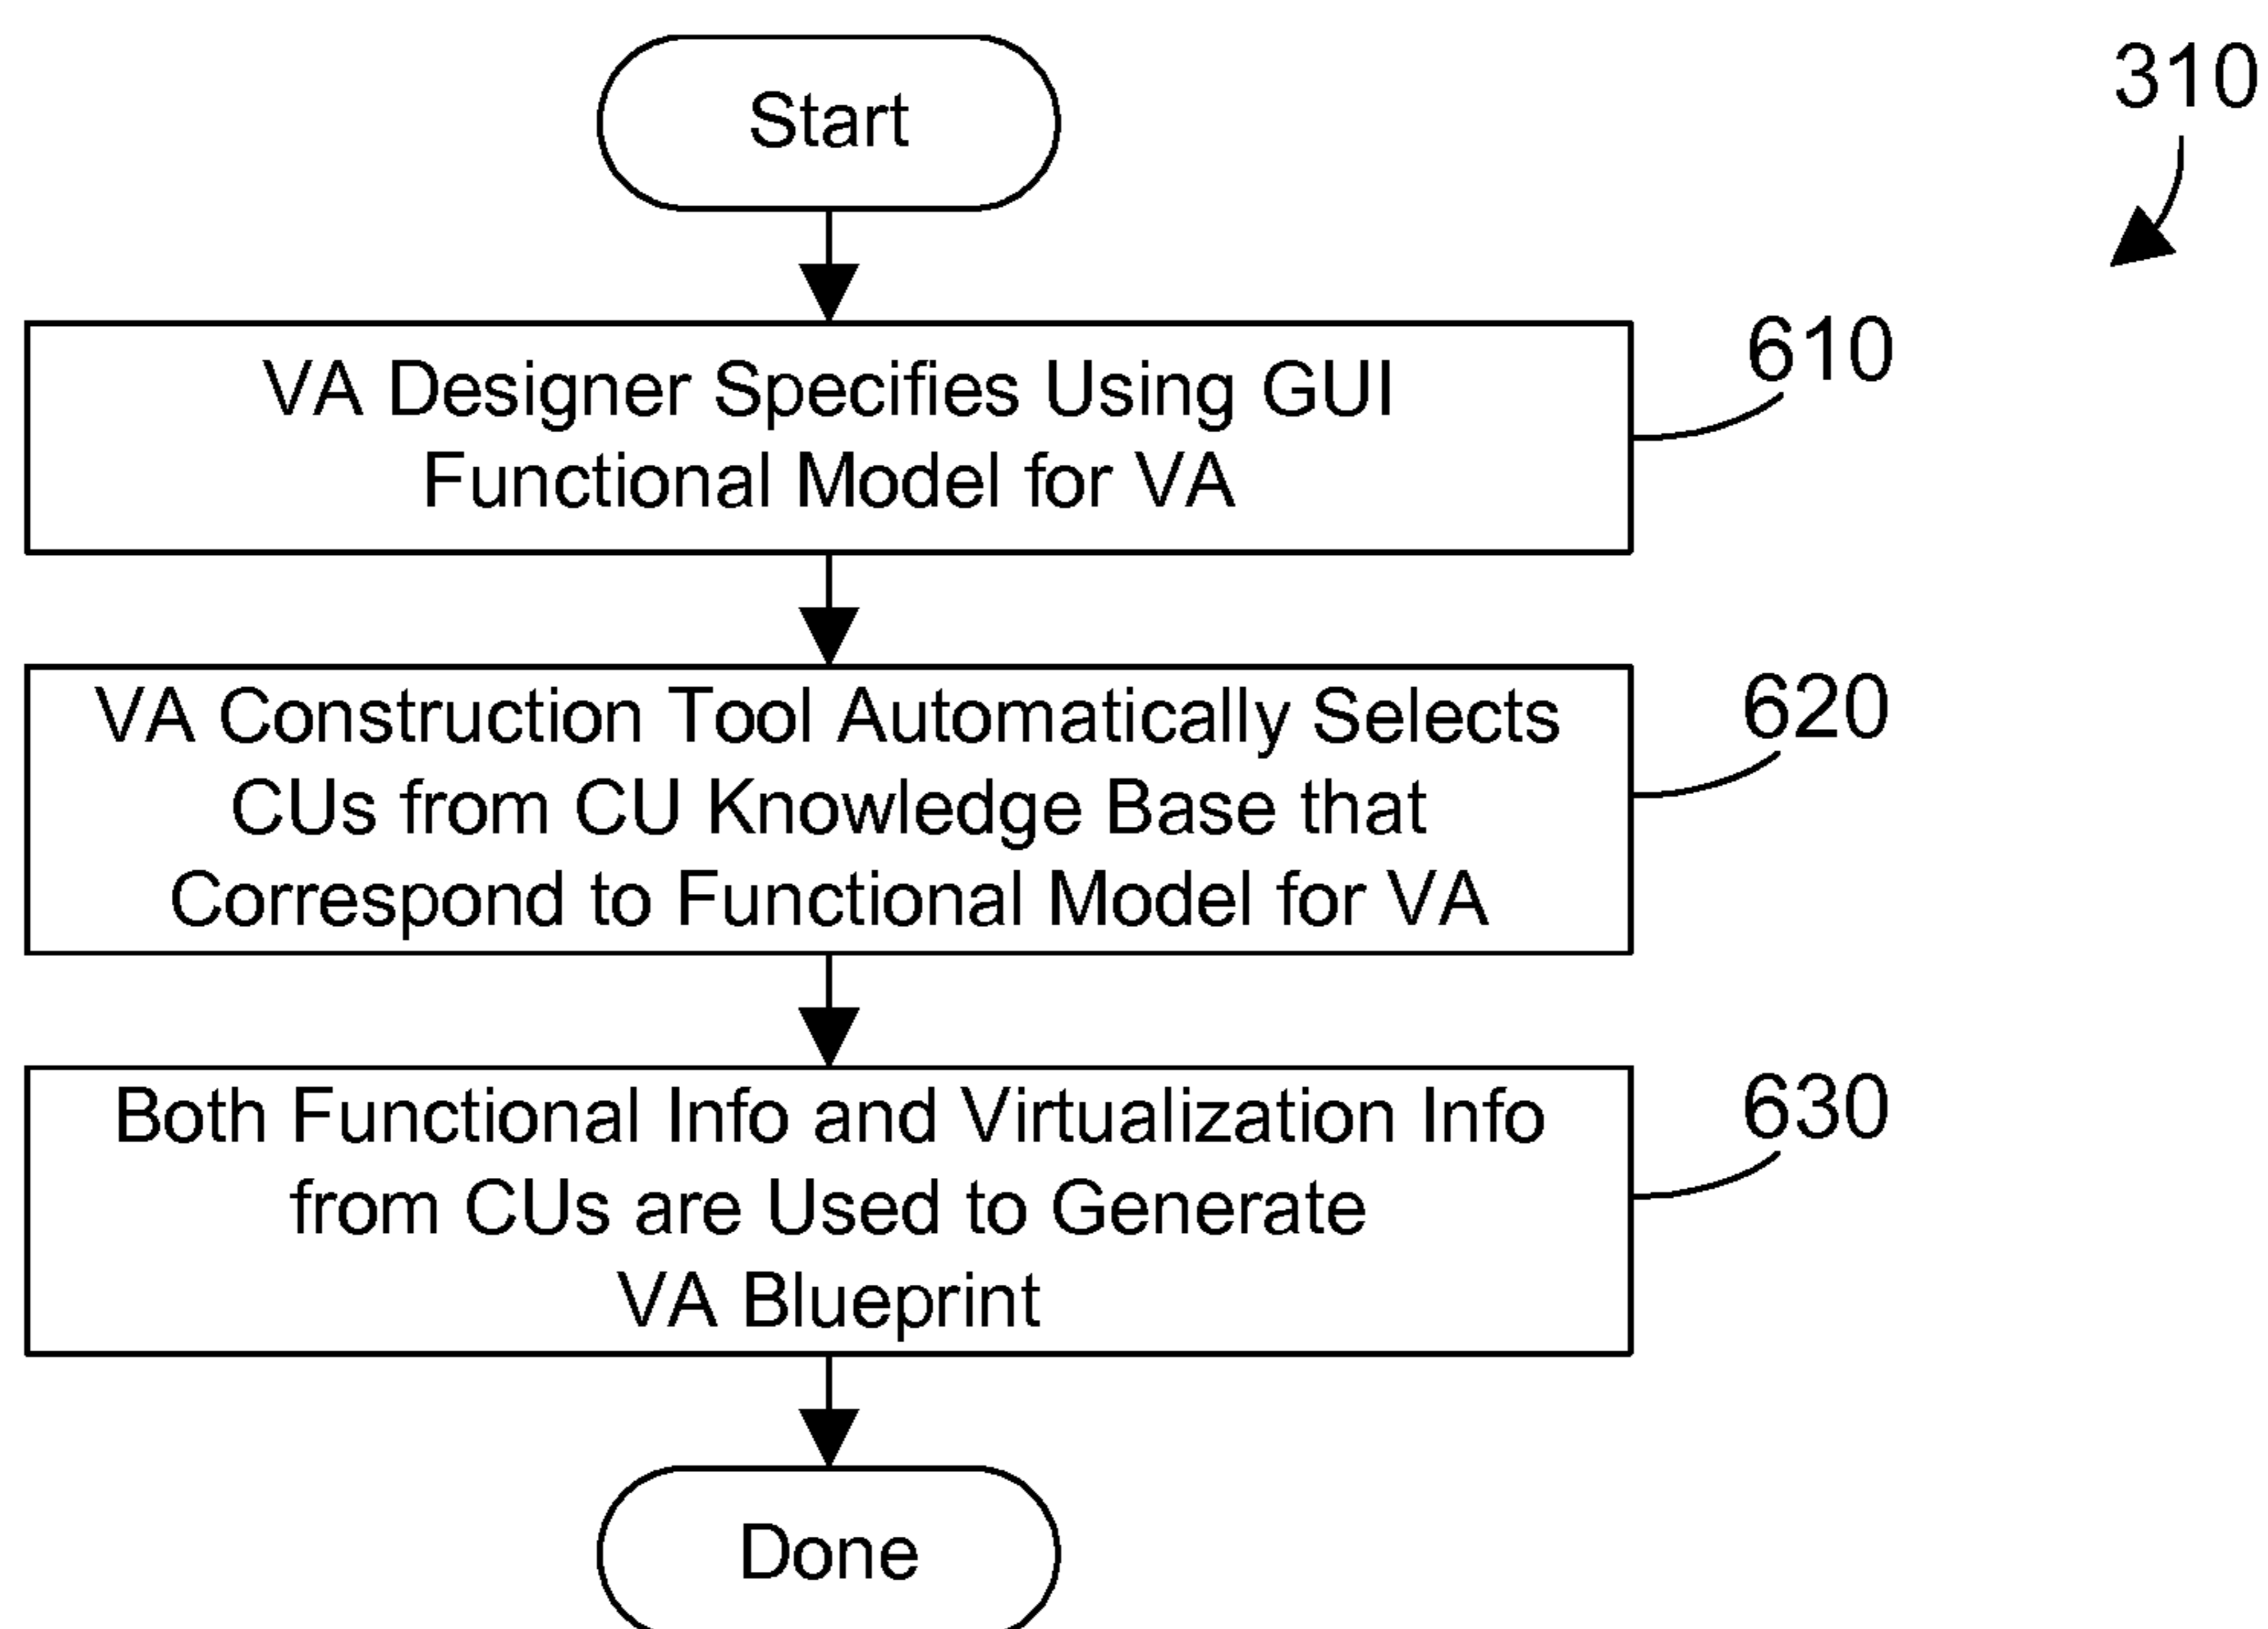 Start
310
VA Designer Specifies Using GUI
Functional Model for VA
610
VA Construction Tool Automatically Selects
CUs from CU Knowledge Base that
Correspond to Functional Model for VA
620
Both Functional Info and Virtualization Info
from CUs are Used to Generate
VA Blueprint
630
Done